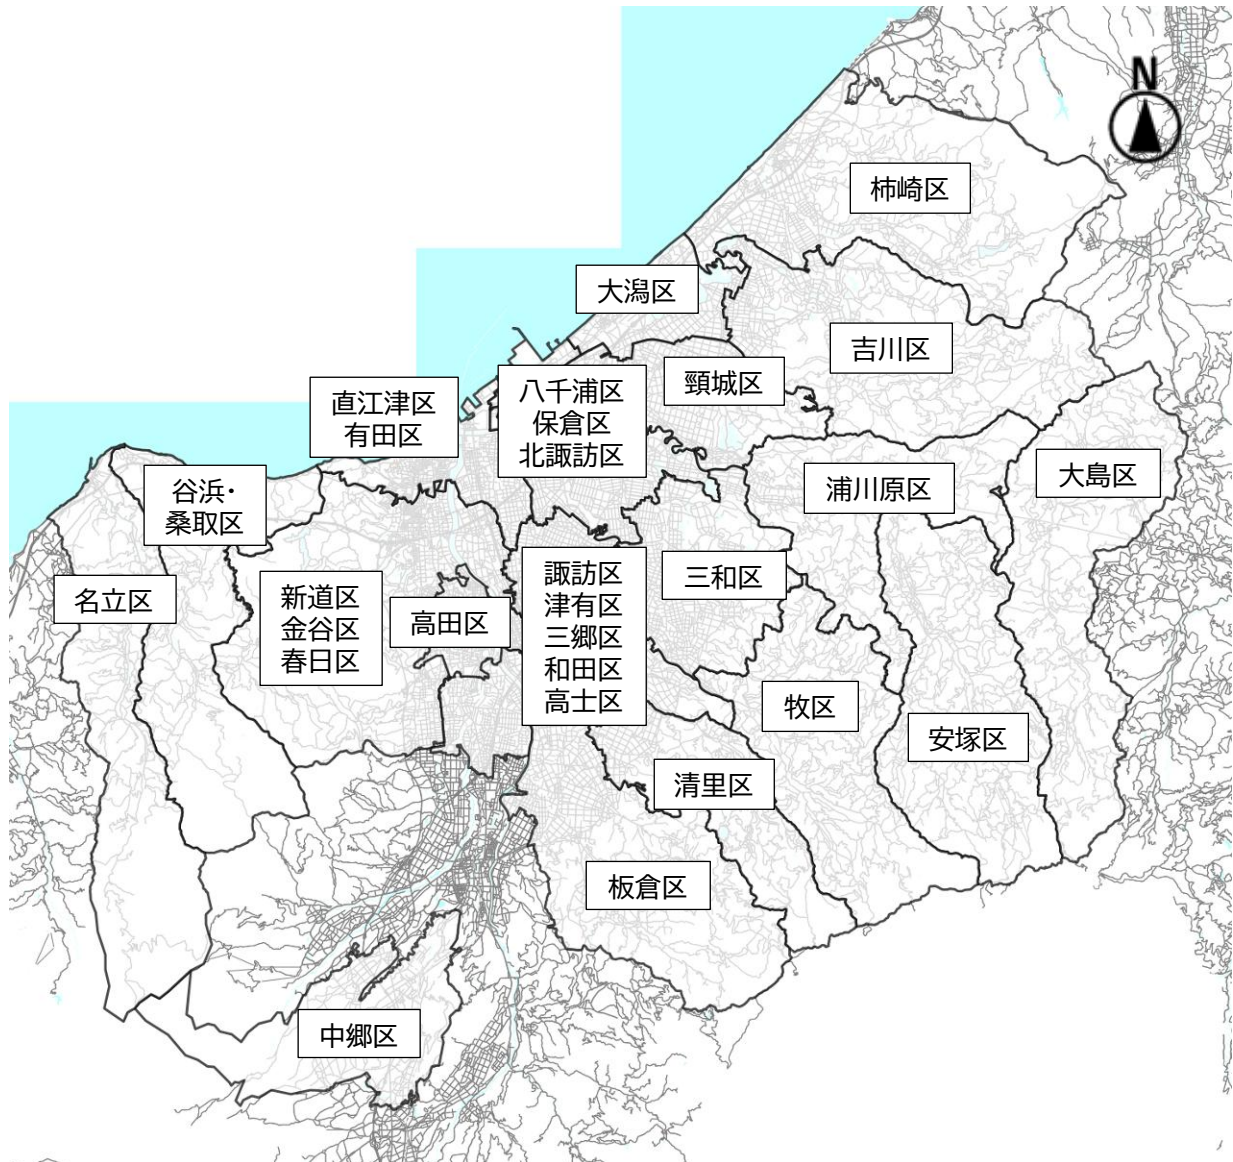 N
柿崎区
大潟区
吉川区
頸城区
直江津区
有田区
八千浦区
保倉区
北諏訪区
大島区
浦川原区
谷浜・
桑取区
名立区
新道区
金谷区
春日区
高田区
諏訪区
津有区
三郷区
和田区
高士区
三和区
牧区
安塚区
清里区
板倉区
中郷区